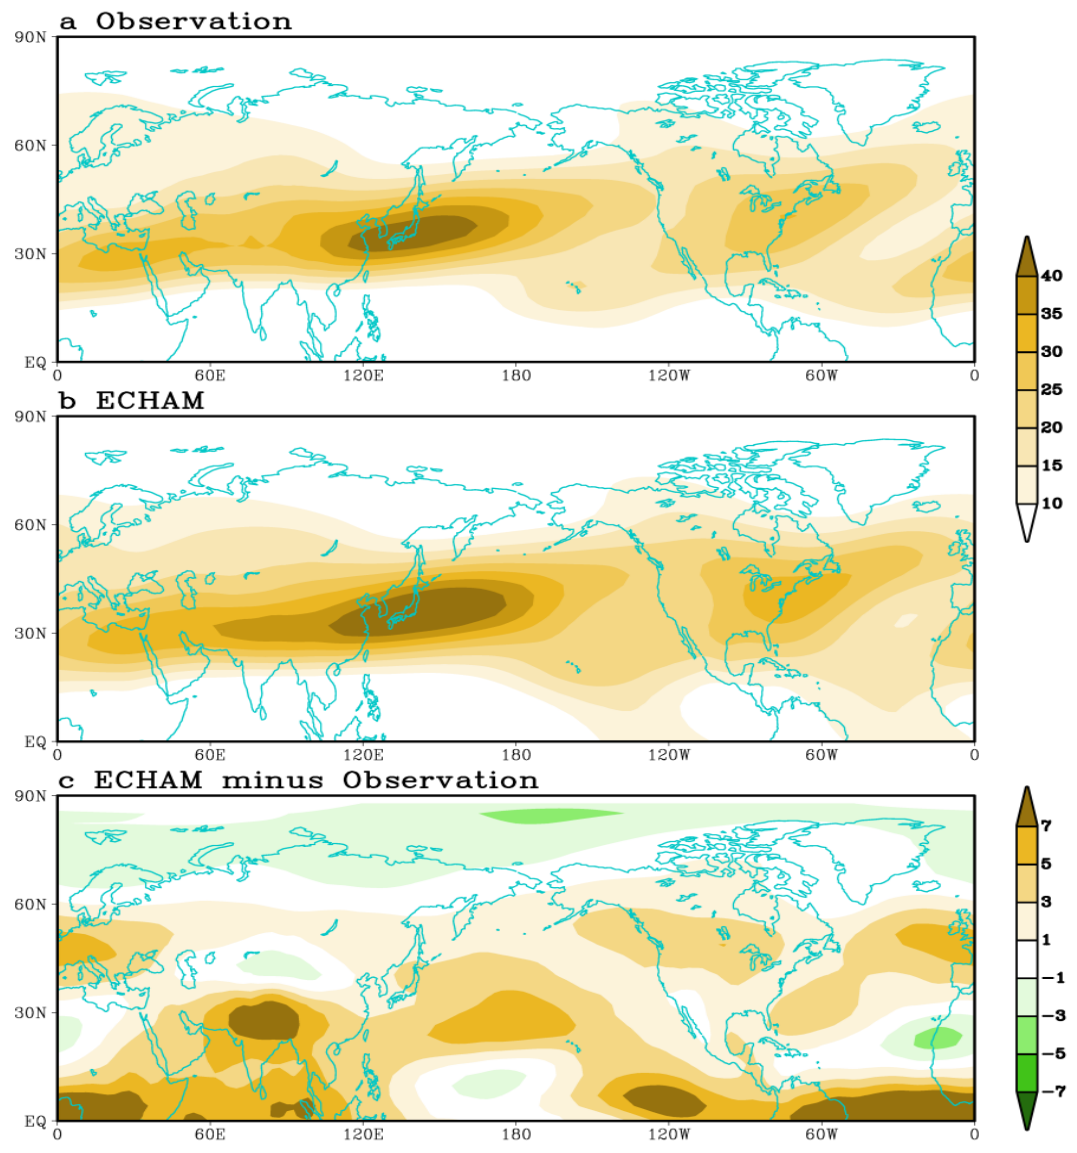 a Observation
90N
60N
30N
EQ
0 60E 120E 180 120W 60W 0
b ECHAM
90N
60N
30N
EQ
0 60E 120E 180 120W 60W 0
40
35
30
25
20
15
10
c ECHAM minus Observation
90N
60N
30N
EQ
0 60E 120E 180 120W 60W 0
7
5
3
1
−1
−3
−5
−7